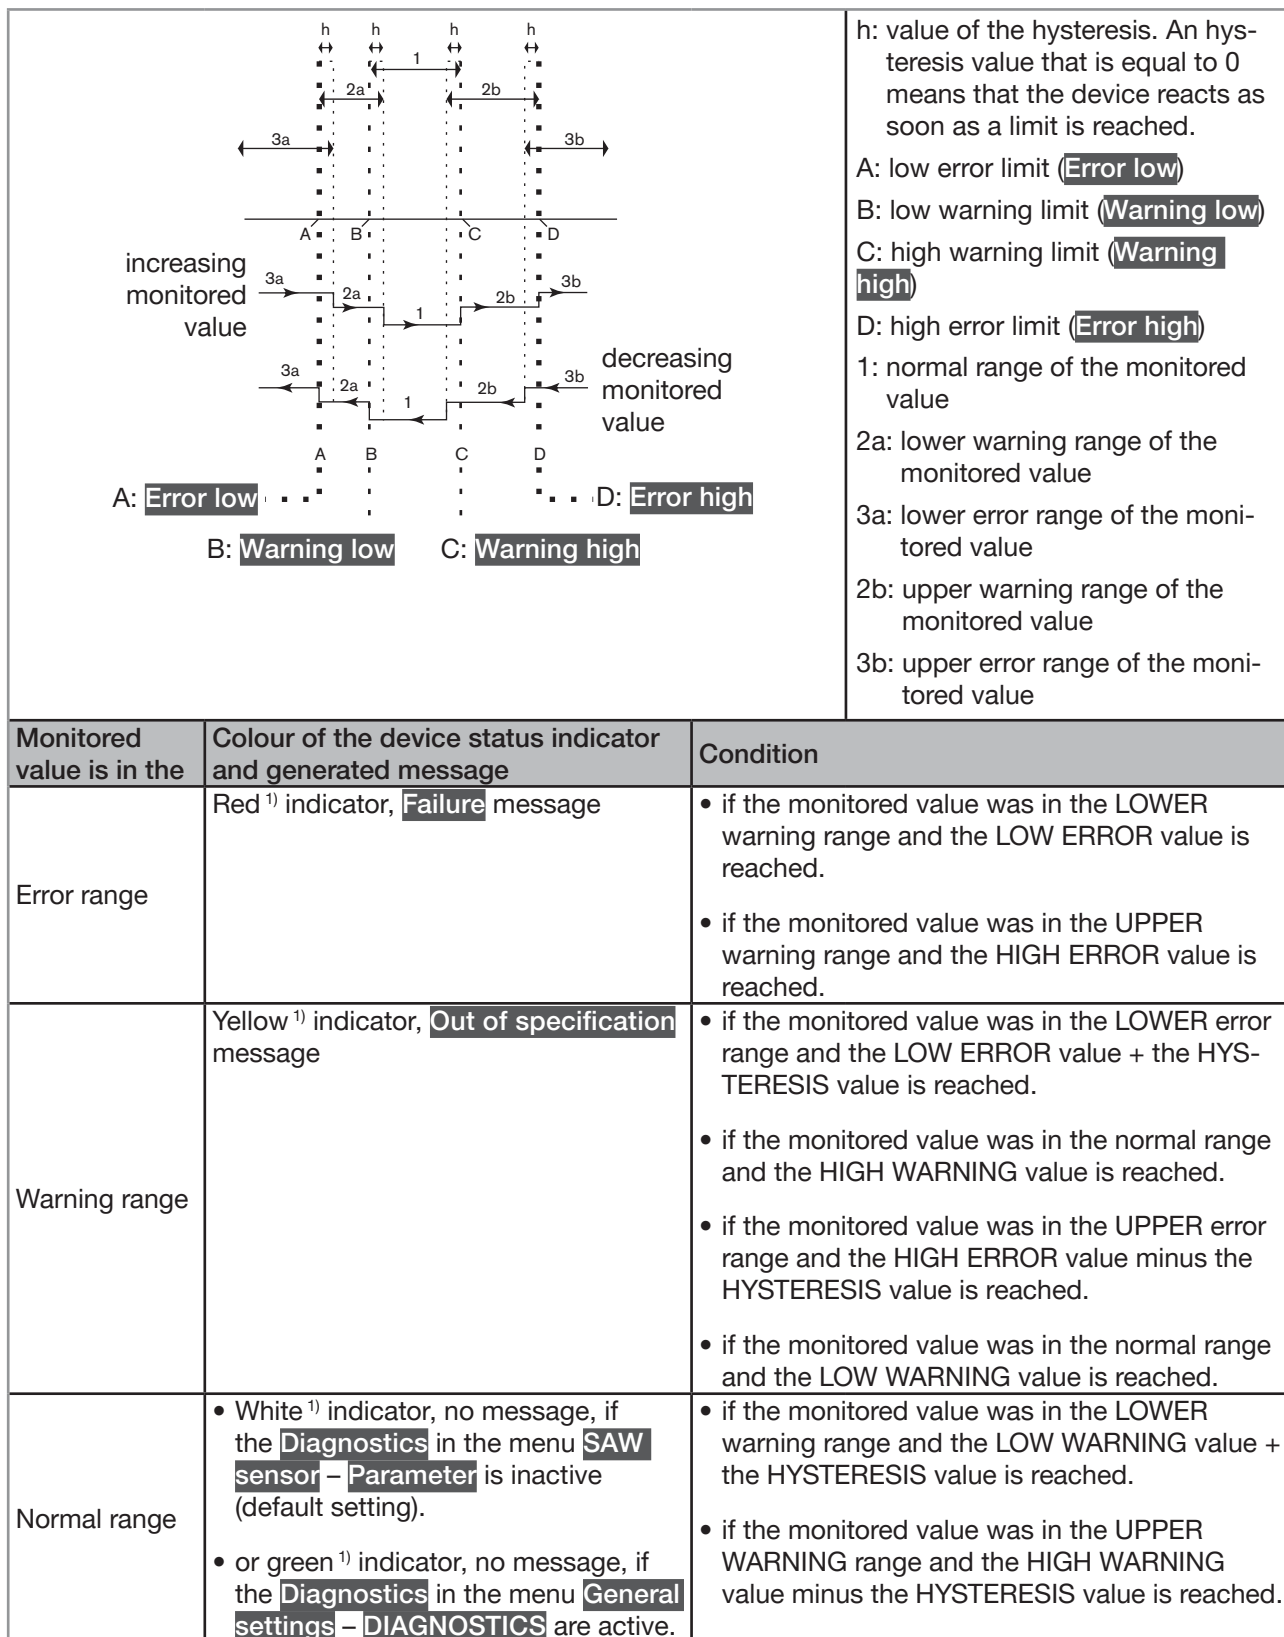 h h h h
1
2a 2b
3a 3b
A B C D
increasing
monitored
value
3a 2a 1 2b 3b
decreasing
monitored
value
3a 2a 1 2b 3b
A B C D
A: Error low
D: Error high
B: Warning low C: Warning high
h: value of the hysteresis. An hys-
teresis value that is equal to 0
means that the device reacts as
soon as a limit is reached.
A: low error limit (Error low)
B: low warning limit (Warning low)
C: high warning limit (Warning
high)
D: high error limit (Error high)
1: normal range of the monitored
value
2a: lower warning range of the
monitored value
3a: lower error range of the moni-
tored value
2b: upper warning range of the
monitored value
3b: upper error range of the moni-
tored value
Monitored
value is in the
Colour of the device status indicator
and generated message
Condition
Error range
Red 1) indicator, Failure message
• if the monitored value was in the LOWER
warning range and the LOW ERROR value is
reached.
• if the monitored value was in the UPPER
warning range and the HIGH ERROR value is
reached.
Warning range
Yellow 1) indicator, Out of specification
message
• if the monitored value was in the LOWER error
range and the LOW ERROR value + the HYS-
TERESIS value is reached.
• if the monitored value was in the normal range
and the HIGH WARNING value is reached.
• if the monitored value was in the UPPER error
range and the HIGH ERROR value minus the
HYSTERESIS value is reached.
• if the monitored value was in the normal range
and the LOW WARNING value is reached.
Normal range
• White 1) indicator, no message, if
the Diagnostics in the menu SAW
sensor – Parameter is inactive
(default setting).
• or green 1) indicator, no message, if
the Diagnostics in the menu General
settings – DIAGNOSTICS are active.
• if the monitored value was in the LOWER
warning range and the LOW WARNING value +
the HYSTERESIS value is reached.
• if the monitored value was in the UPPER
WARNING range and the HIGH WARNING
value minus the HYSTERESIS value is reached.